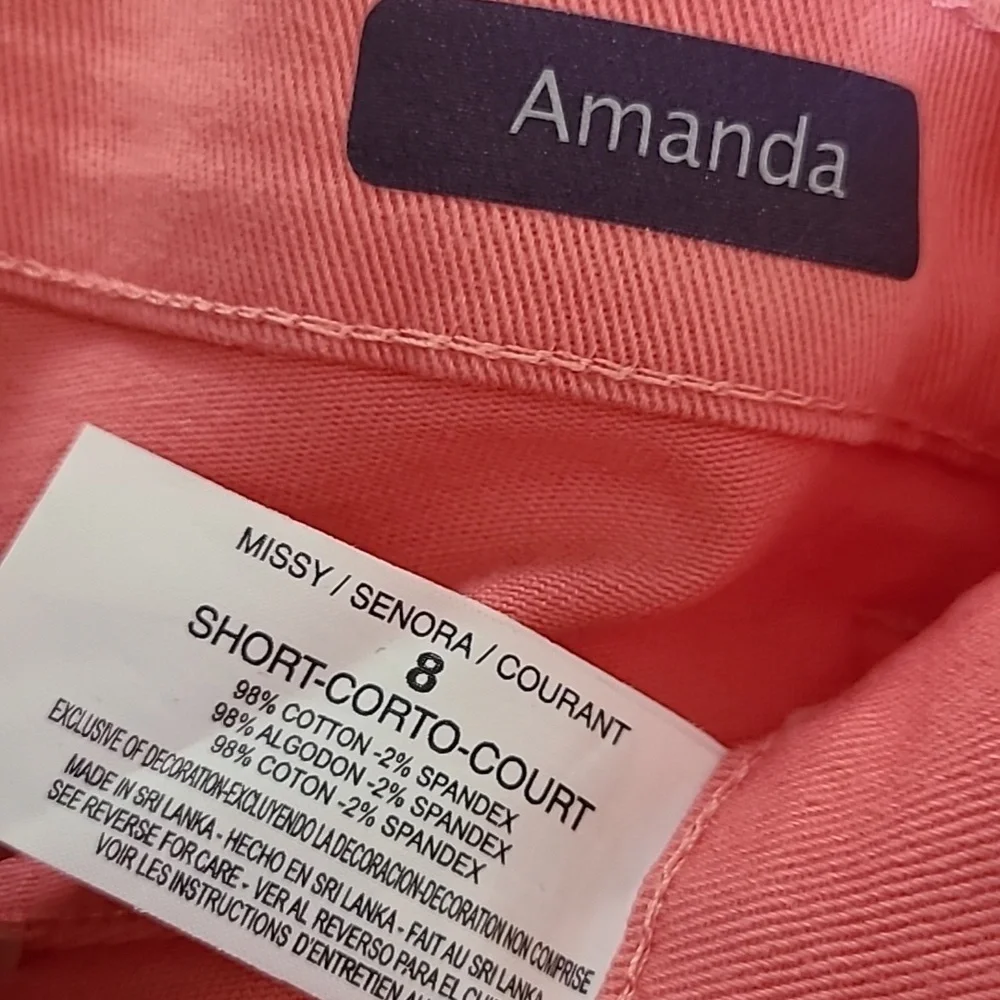 Amanda
MISSY / SENORA / COURANT
8
SHORT-CORTO-COURT
98% COTTON -2% SPANDEX
98% ALGODON -2% SPANDEX
98% COTON -2% SPANDEX
EXCLUSIVE OF DECORATION-EXCLUYENDO LA DECORACION-DECORATION NON COMPRISE
MADE IN SRI LANKA - HECHO EN SRI LANKA - FAIT AU SRI LANKA
SEE REVERSE FOR CARE - VER AL REVERSO PARA EL
VOIR LES INSTRUCTIONS D'ENTRETIEN